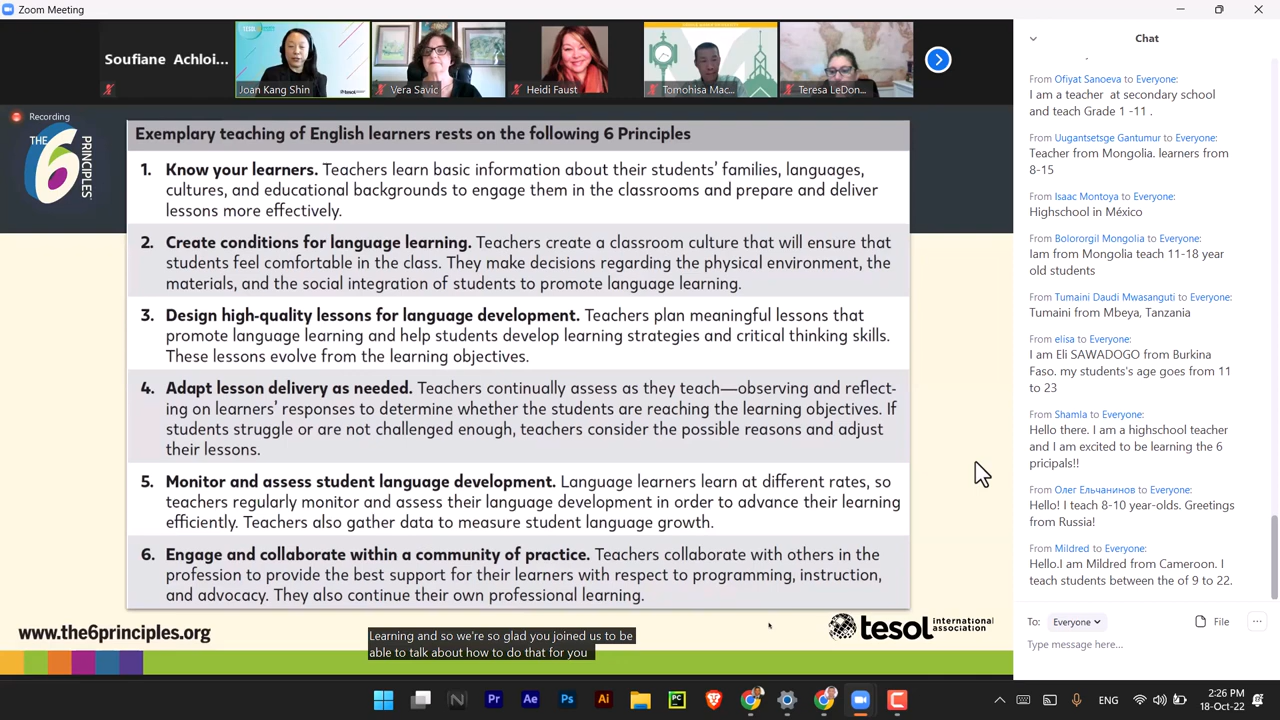 Zoom Meeting
Soufiane Achloi...
Joan Kang Shin
Vera Savic
Heidi Faust
Tomohisa Mac...
Teresa LeDon...
Recording
THE
6
PRINCIPLES
Exemplary teaching of English learners rests on the following 6 Principles
1. Know your learners. Teachers learn basic information about their students' families, languages,
cultures, and educational backgrounds to engage them in the classrooms and prepare and deliver
lessons more effectively.
2. Create conditions for language learning. Teachers create a classroom culture that will ensure that
students feel comfortable in the class. They make decisions regarding the physical environment, the
materials, and the social integration of students to promote language learning.
3. Design high-quality lessons for language development. Teachers plan meaningful lessons that
promote language learning and help students develop learning strategies and critical thinking skills.
These lessons evolve from the learning objectives.
4. Adapt lesson delivery as needed. Teachers continually assess as they teach—observing and reflect-
ing on learners' responses to determine whether the students are reaching the learning objectives. If
students struggle or are not challenged enough, teachers consider the possible reasons and adjust
their lessons.
5. Monitor and assess student language development. Language learners learn at different rates, so
teachers regularly monitor and assess their language development in order to advance their learning
efficiently. Teachers also gather data to measure student language growth.
6. Engage and collaborate within a community of practice. Teachers collaborate with others in the
profession to provide the best support for their learners with respect to programming, instruction,
and advocacy. They also continue their own professional learning.
www.the6principles.org
tesol international
association
Learning and so we're so glad you joined us to be
able to talk about how to do that for you
Chat
From Ofiyat Sanoeva to Everyone:
I am a teacher at secondary school
and teach Grade 1 -11 .
From Uugantsetsge Gantumur to Everyone:
Teacher from Mongolia. learners from
8-15
From Isaac Montoya to Everyone:
Highschool in México
From Bolororgil Mongolia to Everyone:
Iam from Mongolia teach 11-18 year
old students
From Tumaini Daudi Mwasanguti to Everyone:
Tumaini from Mbeya, Tanzania
From elisa to Everyone:
I am Eli SAWADOGO from Burkina
Faso. my students's age goes from 11
to 23
From Shamla to Everyone:
Hello there. I am a highschool teacher
and I am excited to be learning the 6
pricipals!!
From Олег Ельчанинов to Everyone:
Hello! I teach 8-10 year-olds. Greetings
from Russia!
From Mildred to Everyone:
Hello.I am Mildred from Cameroon. I
teach students between the of 9 to 22.
To: Everyone
File
Type message here...
N
Pr
Ae
Ps
Ai
PC
ENG
2:26 PM
18-Oct-22